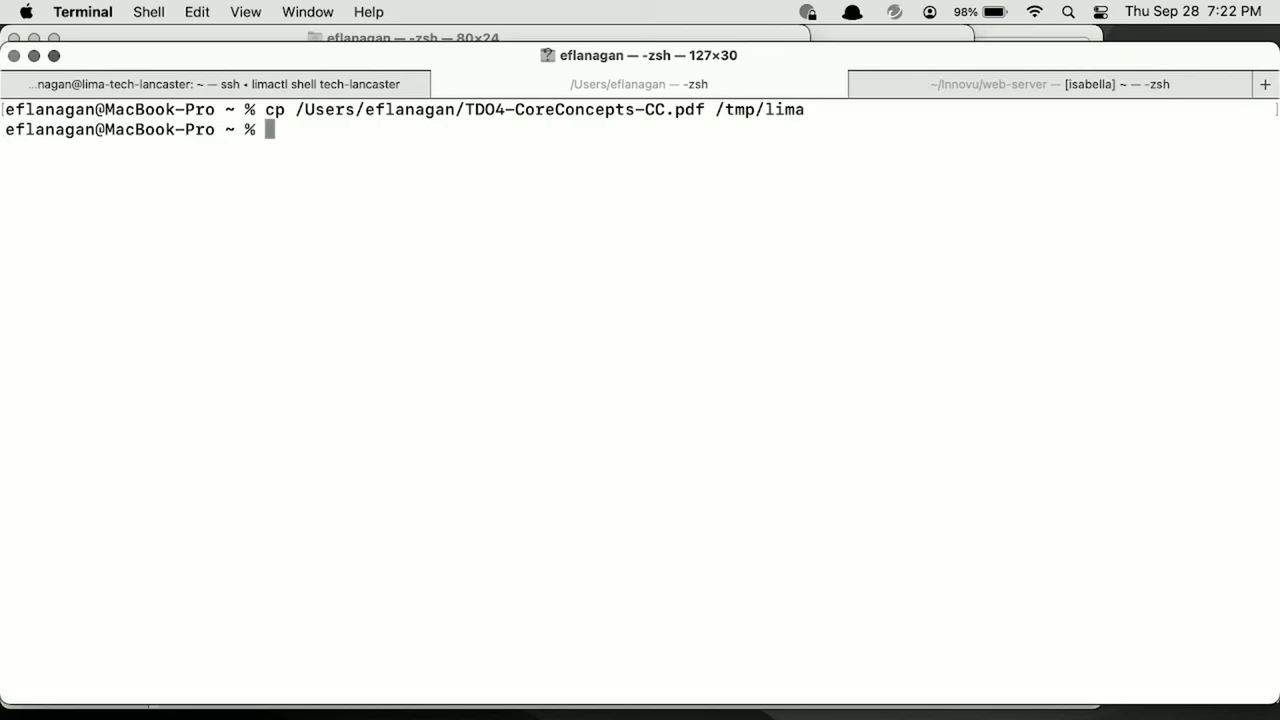 Terminal Shell Edit View Window Help 98% Thu Sep 28 7:22 PM
eflanagan — -zsh — 80×24
eflanagan — -zsh — 127×30
...nagan@lima-tech-lancaster: ~ — ssh ‹ limactl shell tech-lancaster /Users/eflanagan — -zsh ~/Innovu/web-server — [isabella] ~ — -zsh +
[eflanagan@MacBook-Pro ~ % cp /Users/eflanagan/TDO4-CoreConcepts-CC.pdf /tmp/lima ]
eflanagan@MacBook-Pro ~ %